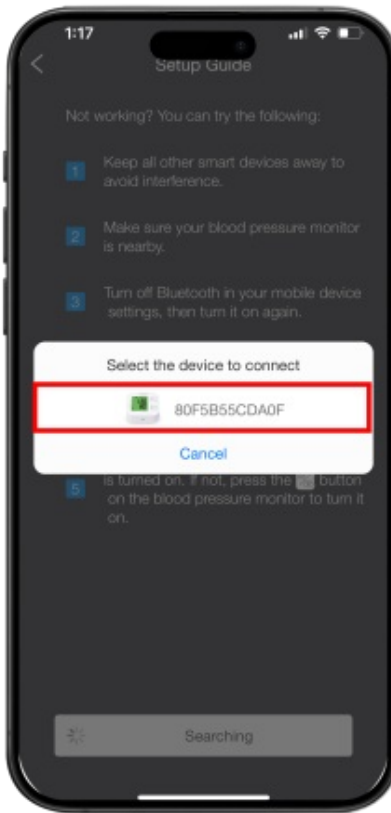 1:17
Setup Guide
Not working? You can try the following:
1 Keep all other smart devices away to
avoid interference.
2 Make sure your blood pressure monitor
is nearby.
3 Turn off Bluetooth in your mobile device
settings, then turn it on again.
Select the device to connect
80F5B55CDA0F
Cancel
is turned on. If not, press the button
5 on the blood pressure monitor to turn it
on.
Searching